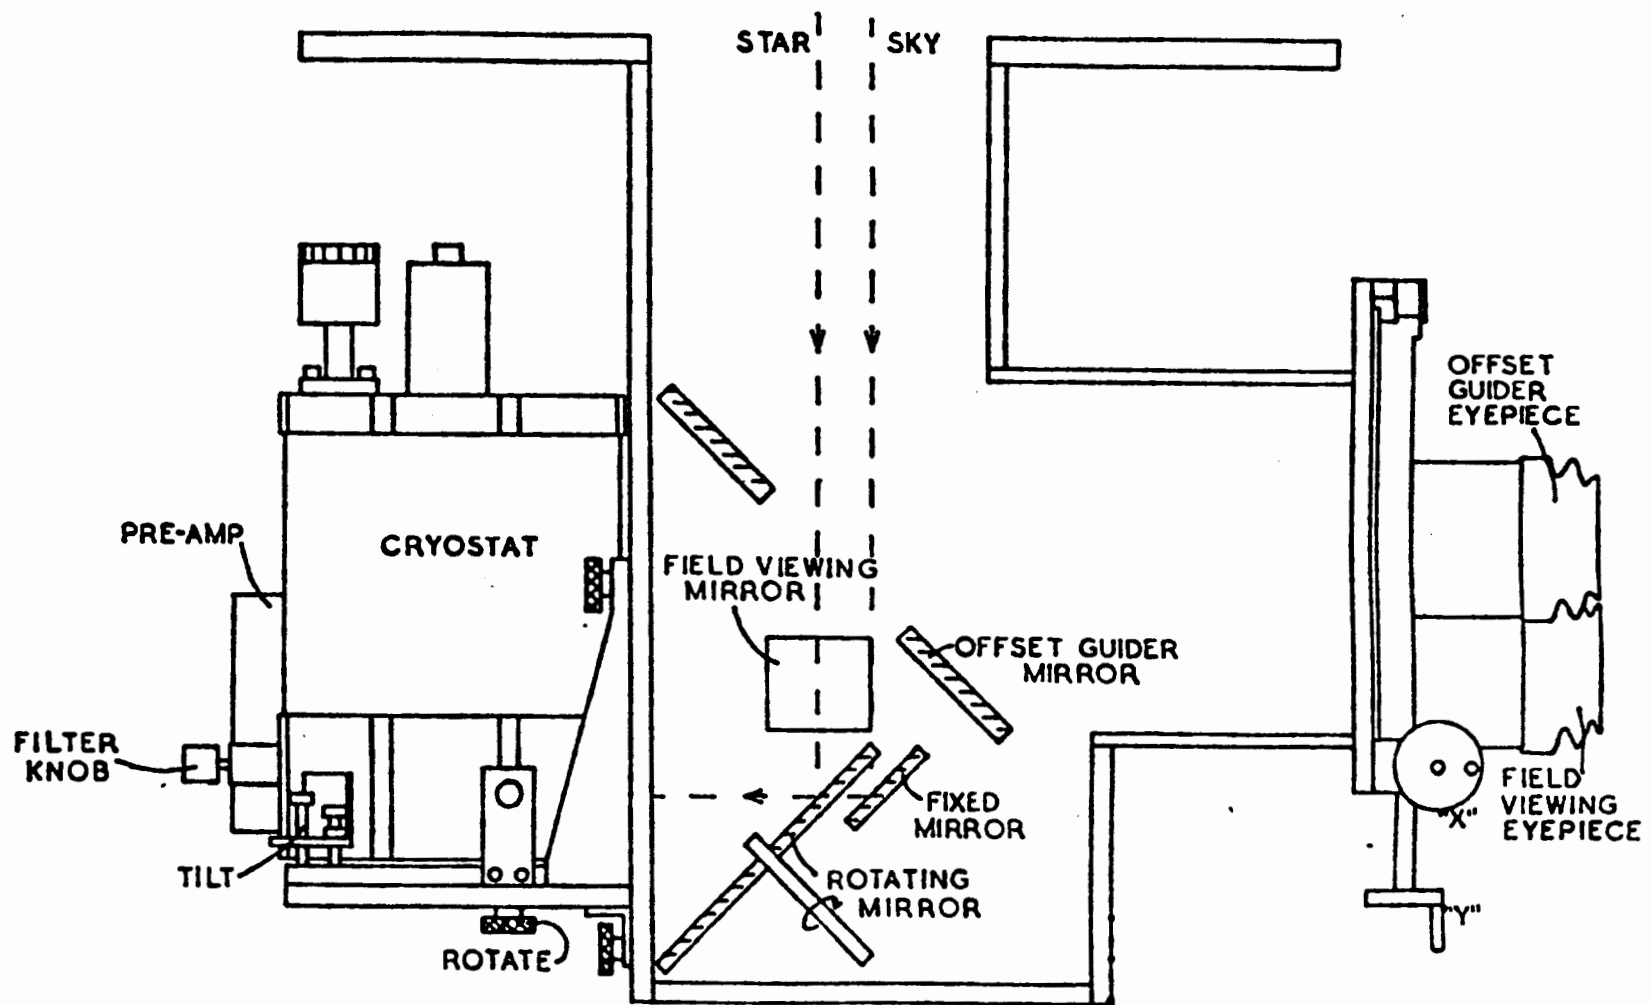 STAR
SKY
OFFSET
GUIDER
EYEPIECE
PRE-AMP
CRYOSTAT
FIELD VIEWING
MIRROR
OFFSET GUIDER
MIRROR
FILTER
KNOB
FIXED
MIRROR
FIELD
VIEWING
EYEPIECE
"X"
TILT
ROTATING
MIRROR
"Y"
ROTATE